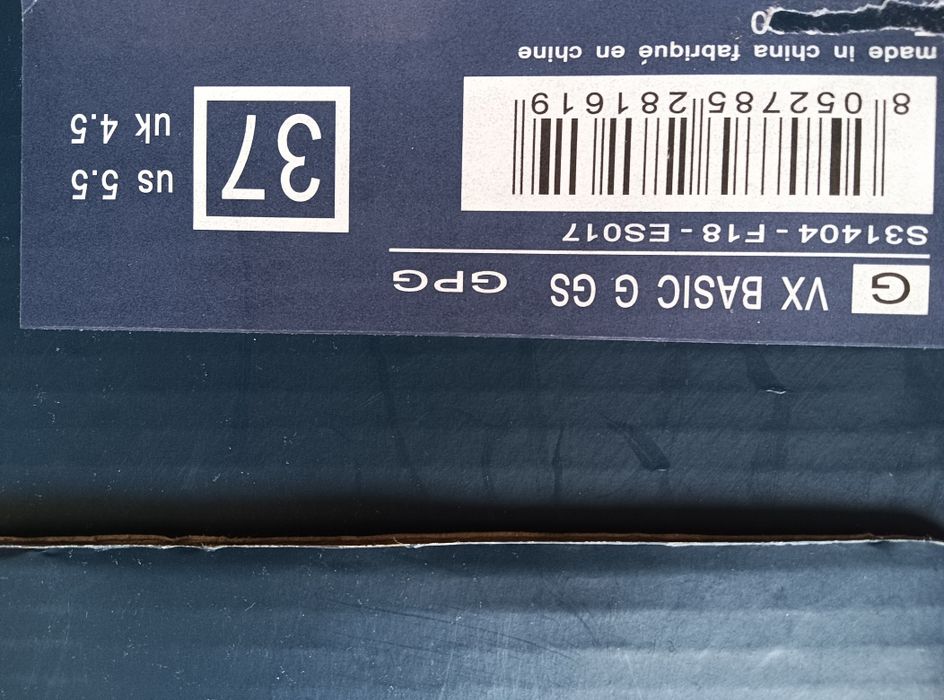 G VX BASIC G GS GPG
S31404 - F18 - ES017
8 052785 281619
made in china fabriqué en chine
37
us 5.5
uk 4.5